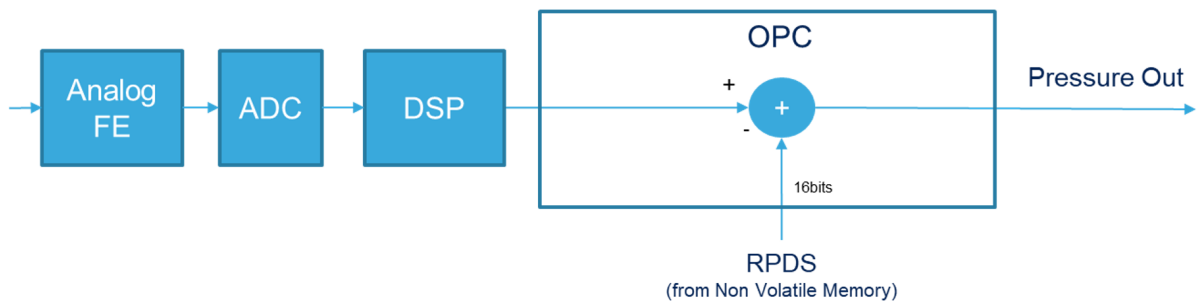 OPC
Analog
FE
ADC
DSP
+
-
+
Pressure Out
16bits
RPDS
(from Non Volatile Memory)